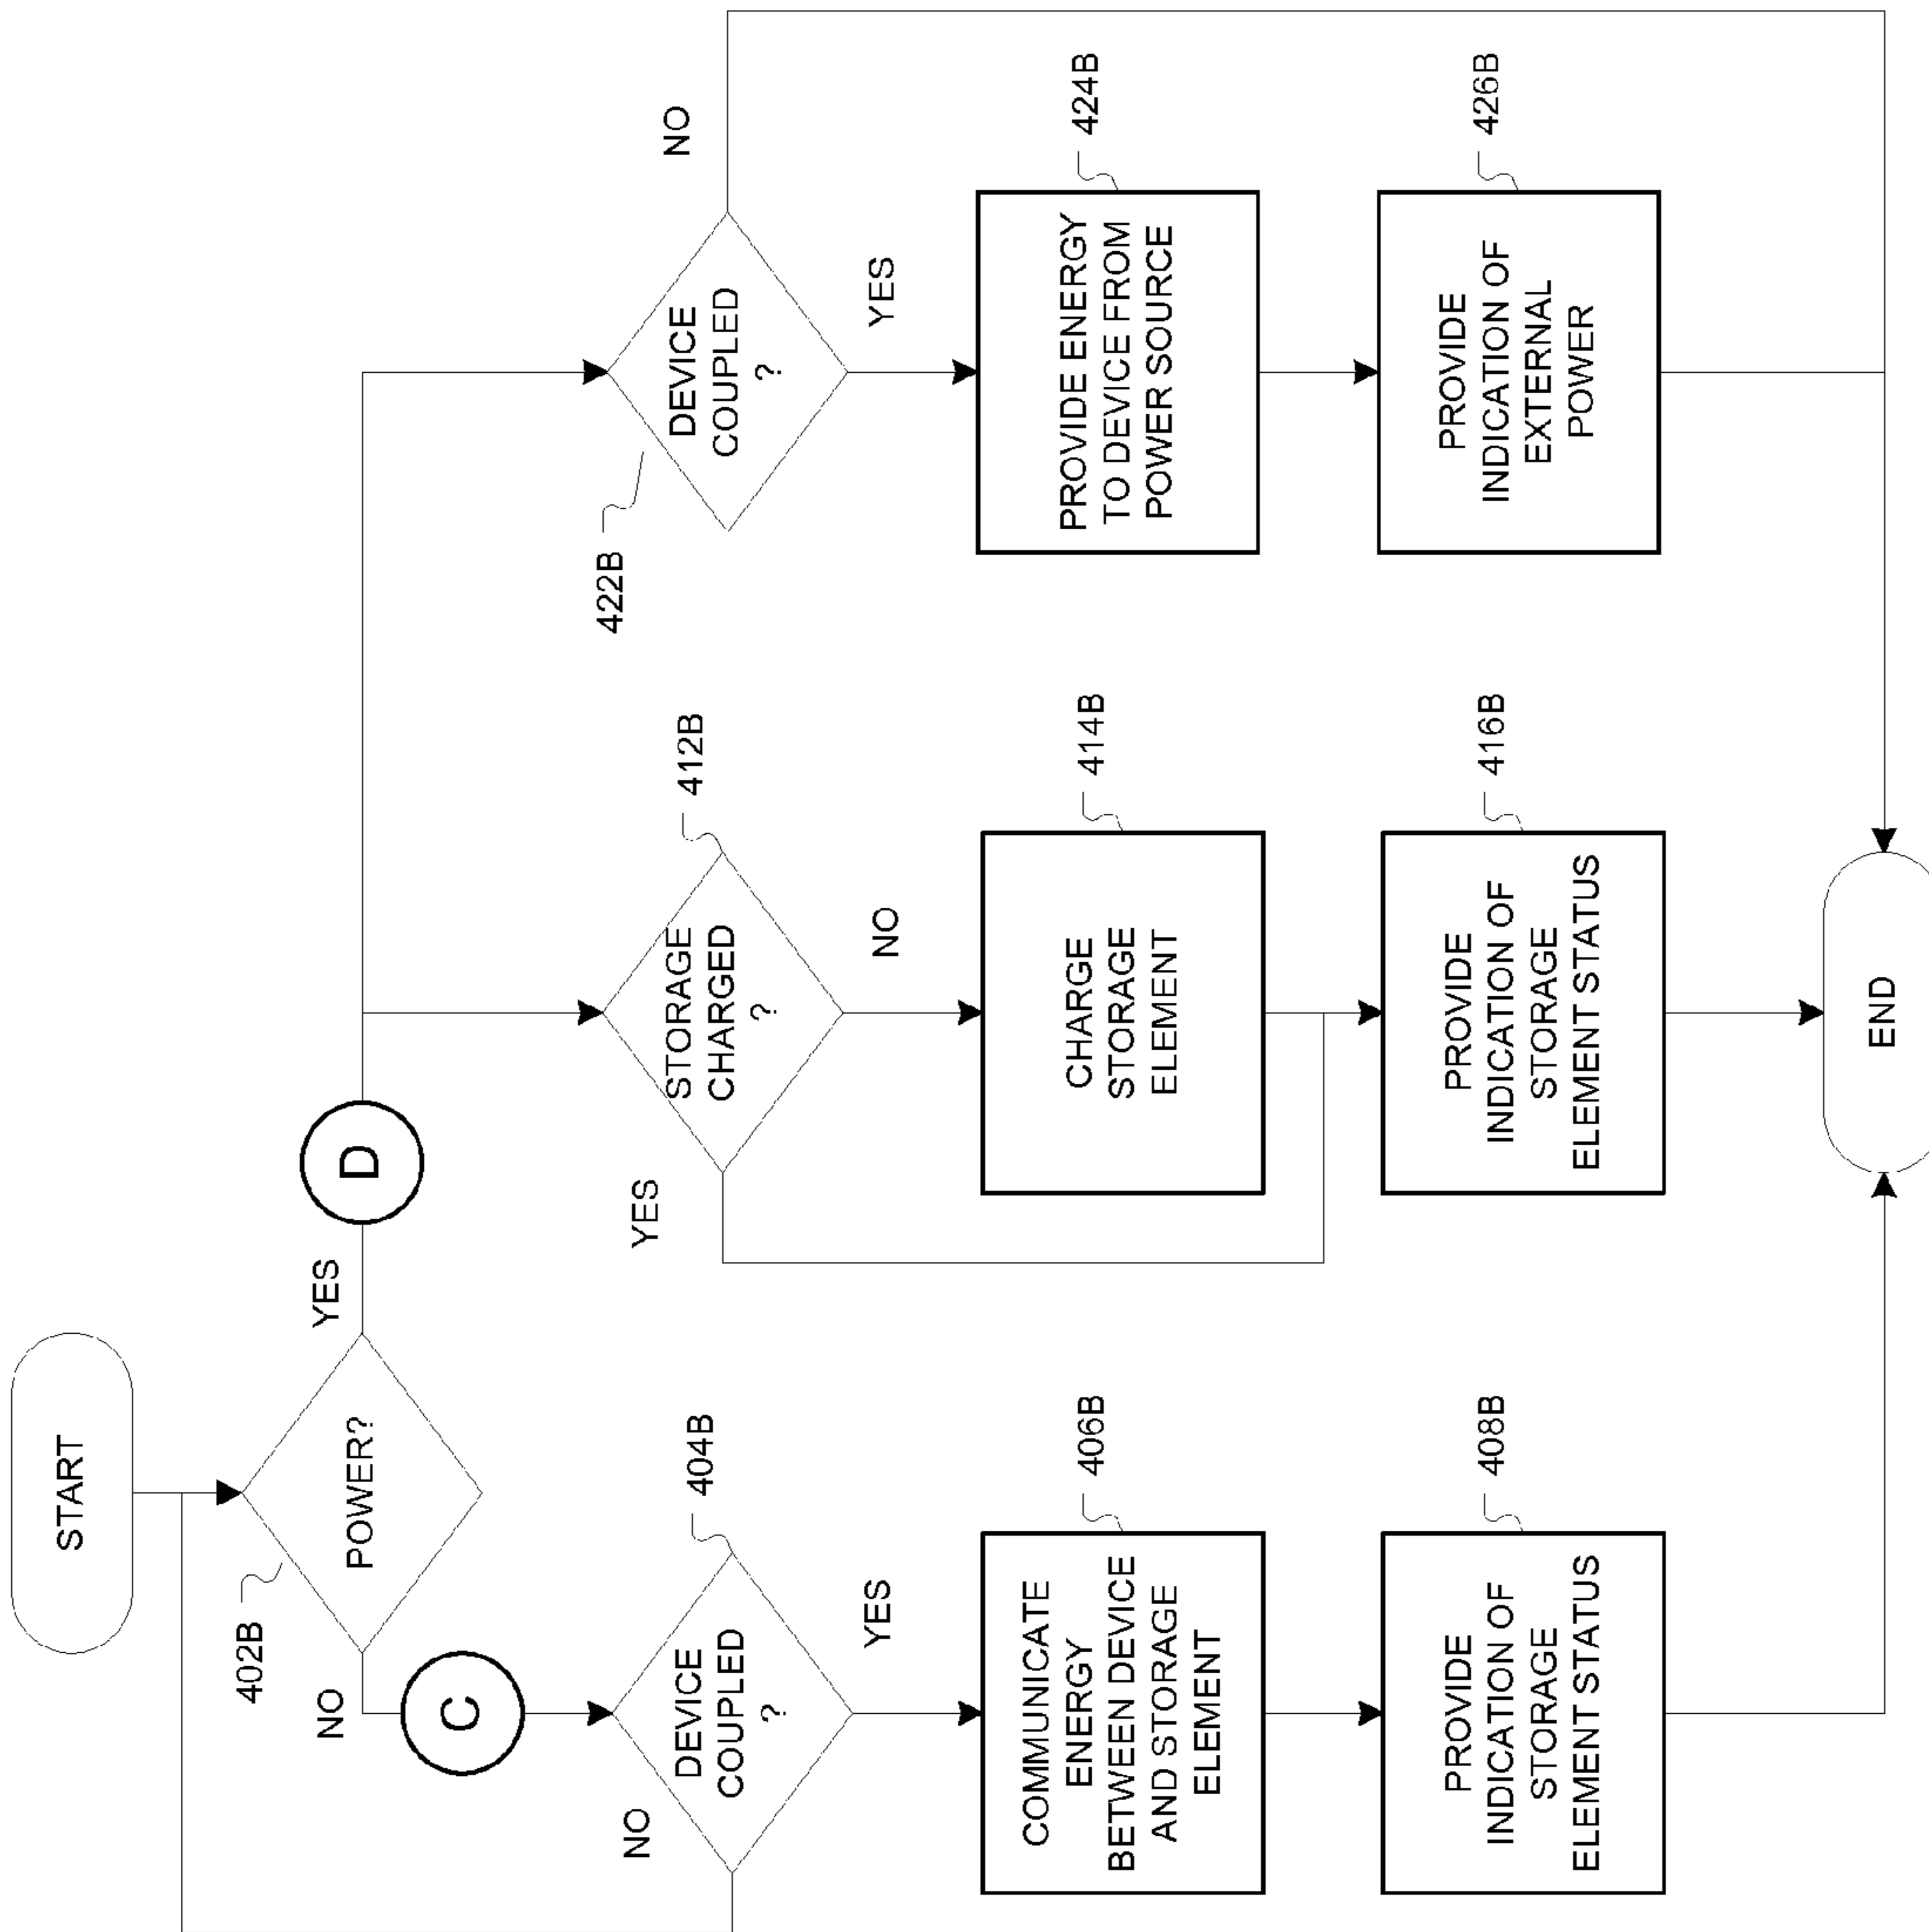 START
402B
POWER?
YES
D
NO
C
404B
DEVICE
COUPLED
?
NO
YES
406B
COMMUNICATE
ENERGY
BETWEEN DEVICE
AND STORAGE
ELEMENT
408B
PROVIDE
INDICATION OF
STORAGE
ELEMENT STATUS
412B
STORAGE
CHARGED
?
YES
NO
414B
CHARGE
STORAGE
ELEMENT
416B
PROVIDE
INDICATION OF
STORAGE
ELEMENT STATUS
422B
DEVICE
COUPLED
?
NO
YES
424B
PROVIDE ENERGY
TO DEVICE FROM
POWER SOURCE
426B
PROVIDE
INDICATION OF
EXTERNAL
POWER
END